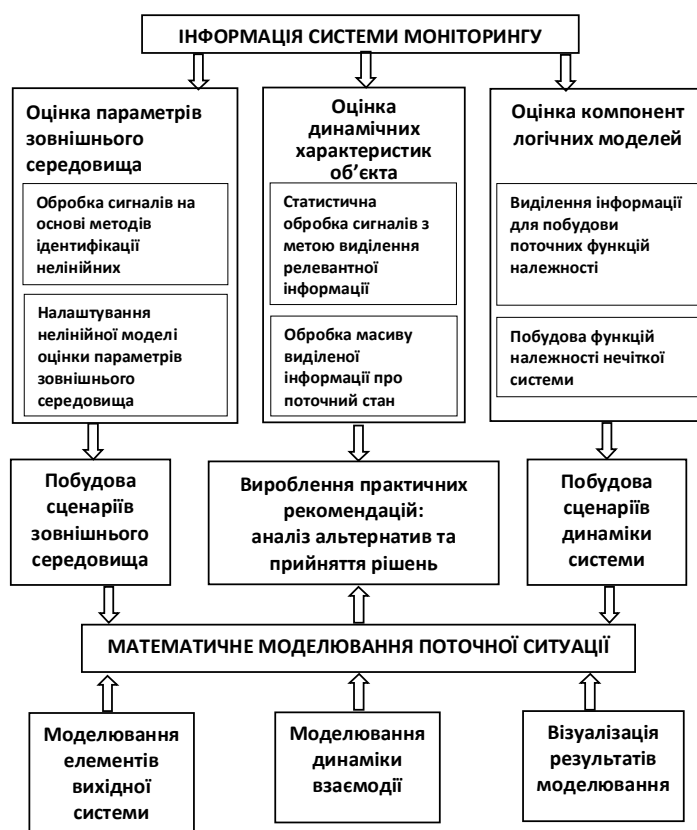 ІНФОРМАЦІЯ СИСТЕМИ МОНІТОРИНГУ
Оцінка параметрів
зовнішнього
середовища
Обробка сигналів на
основі методів
ідентифікації
нелінійних
Налаштування
нелінійної моделі
оцінки параметрів
зовнішнього
середовища
Оцінка
динамічних
характеристик
об’єкта
Статистична
обробка сигналів з
метою виділення
релевантної
інформації
Обробка масиву
виділеної
інформації про
поточний стан
Оцінка компонент
логічних моделей
Виділення інформації
для побудови
поточних функцій
належності
Побудова функцій
належності нечіткої
системи
Побудова
сценаріїв
зовнішнього
середовища
Вироблення практичних
рекомендацій:
аналіз альтернатив та
прийняття рішень
Побудова
сценаріїв
динаміки
системи
МАТЕМАТИЧНЕ МОДЕЛЮВАННЯ ПОТОЧНОЇ СИТУАЦІЇ
Моделювання
елементів
вихідної
системи
Моделювання
динаміки
взаємодії
Візуалізація
результатів
моделювання